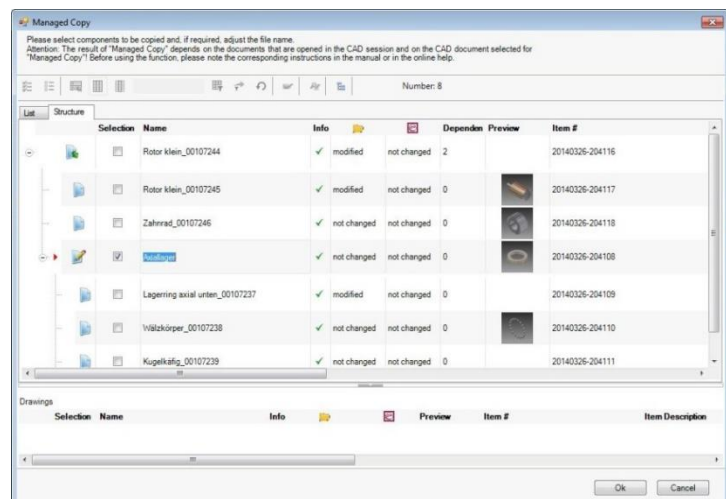 Managed Copy
Please select components to be copied and, if required, adjust the file name.
Attention: The result of "Managed Copy" depends on the documents that are opened in the CAD session and on the CAD document selected for
"Managed Copy"! Before using the function, please note the corresponding instructions in the manual or in the online help.
Number: 8
List Structure
Selection Name Info Dependen Preview Item #
Rotor klein_00107244 modified not changed 2 20140326-204116
Rotor klein_00107245 modified not changed 0 20140326-204117
Zahnrad_00107246 not changed not changed 0 20140326-204118
Axiallager not changed not changed 0 20140326-204108
Lagerring axial unten_00107237 modified not changed 0 20140326-204109
Wälzkörper_00107238 not changed not changed 0 20140326-204110
Kugelkäfig_00107239 not changed not changed 0 20140326-204111
Drawings
Selection Name Info Preview Item # Item Description
Ok Cancel